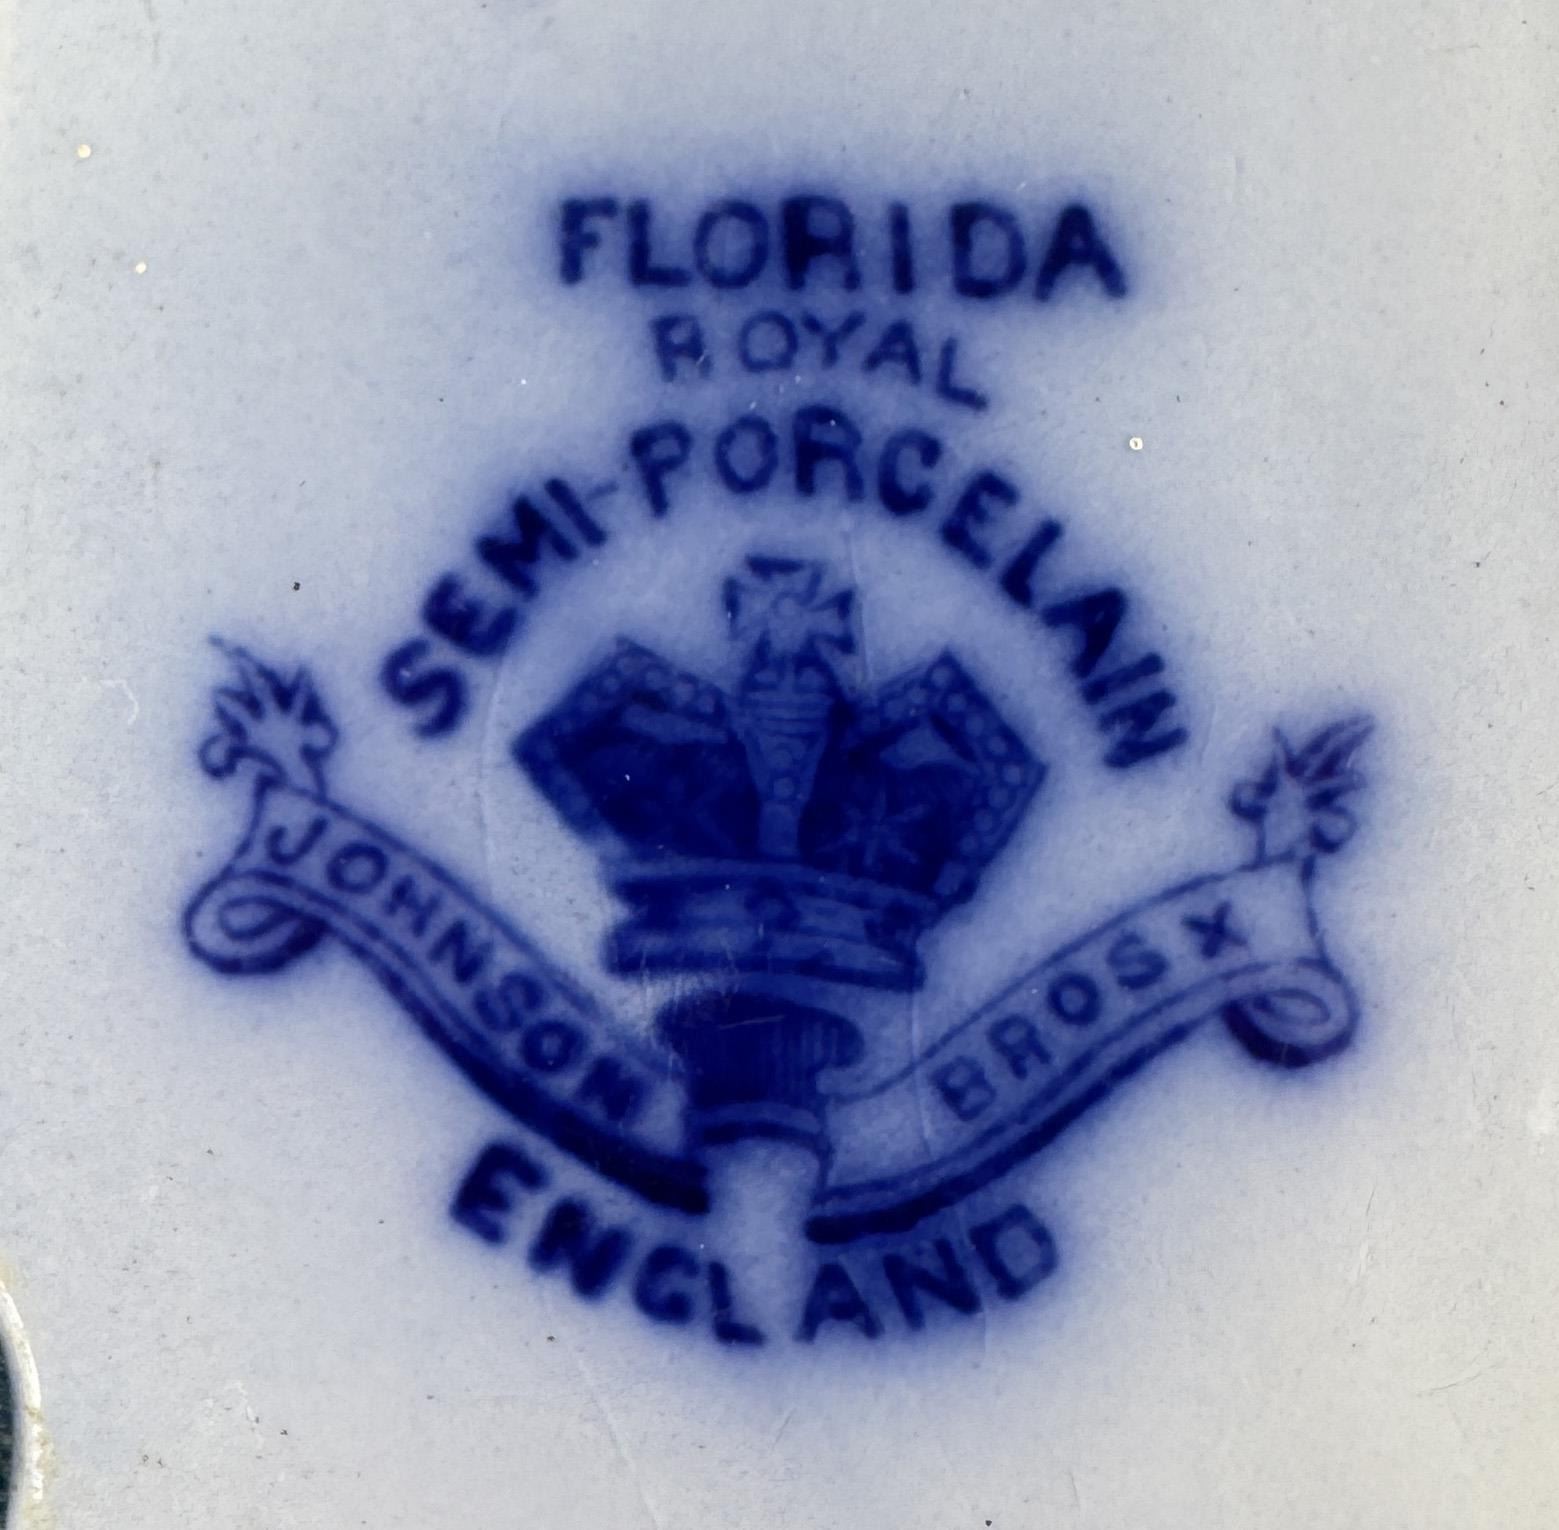 FLORIDA
ROYAL
SEMI-PORCELAIN
JOHNSON BROS X
ENGLAND